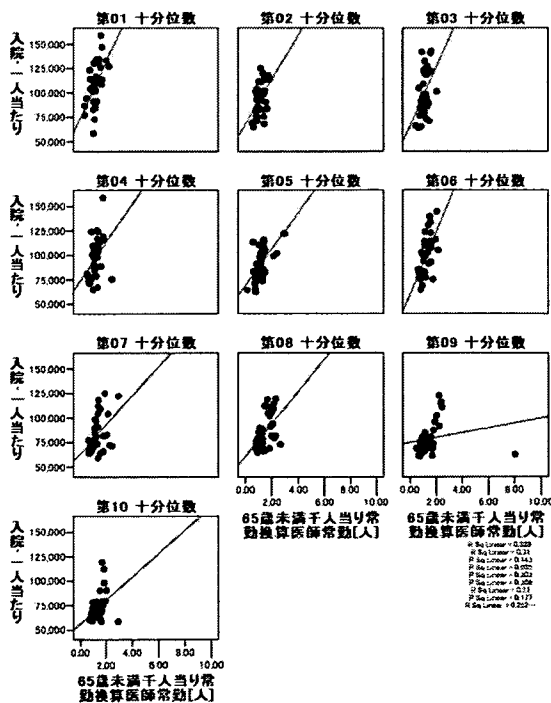 第01 十分位数
第02 十分位数
第03 十分位数
入院.一人当たり
150,000
125,000
100,000
75,000
50,000
第04 十分位数
第05 十分位数
第06 十分位数
入院.一人当たり
150,000
125,000
100,000
75,000
50,000
第07 十分位数
第08 十分位数
第09 十分位数
入院.一人当たり
150,000
125,000
100,000
75,000
50,000
0.00 2.00 4.00 6.00 8.00 10.00
0.00 2.00 4.00 6.00 8.00 10.00
65歳未満千人当り常
勤換算医師常勤[人]
65歳未満千人当り常
勤換算医師常勤[人]
第10 十分位数
入院.一人当たり
150,000
125,000
100,000
75,000
50,000
0.00 2.00 4.00 6.00 8.00 10.00
65歳未満千人当り常
勤換算医師常勤[人]